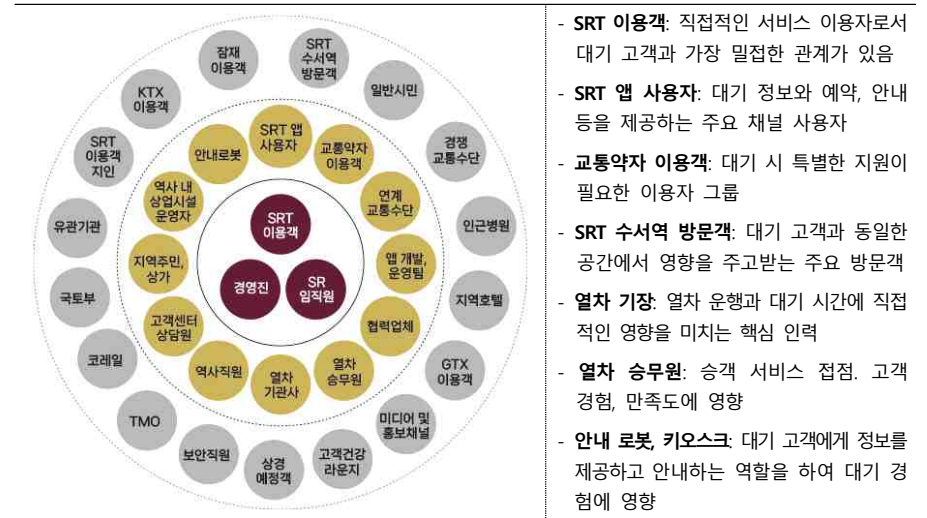 잠재
이용객
SRT
수서역
방문객
일반시민
경쟁
교통수단
인근병원
지역호텔
GTX
이용객
미디어 및
홍보채널
고객건강
라운지
상경
예정객
보안직원
TMO
코레일
국토부
유관기관
SRT
이용객
지인
KTX
이용객
SRT 앱
사용자
교통약자
이용객
연계
교통수단
앱 개발,
운영팀
협력업체
열차
승무원
열차
기관사
역사직원
고객센터
상담원
지역주민,
상가
역사 내
상업시설
운영자
안내로봇
SRT
이용객
경영진
SR
임직원
- SRT 이용객: 직접적인 서비스 이용자로서
대기 고객과 가장 밀접한 관계가 있음
- SRT 앱 사용자: 대기 정보와 예약, 안내
등을 제공하는 주요 채널 사용자
- 교통약자 이용객: 대기 시 특별한 지원이
필요한 이용자 그룹
- SRT 수서역 방문객: 대기 고객과 동일한
공간에서 영향을 주고받는 주요 방문객
- 열차 기장: 열차 운행과 대기 시간에 직접
적인 영향을 미치는 핵심 인력
- 열차 승무원: 승객 서비스 접점. 고객
경험, 만족도에 영향
- 안내 로봇, 키오스크: 대기 고객에게 정보를
제공하고 안내하는 역할을 하여 대기 경
험에 영향